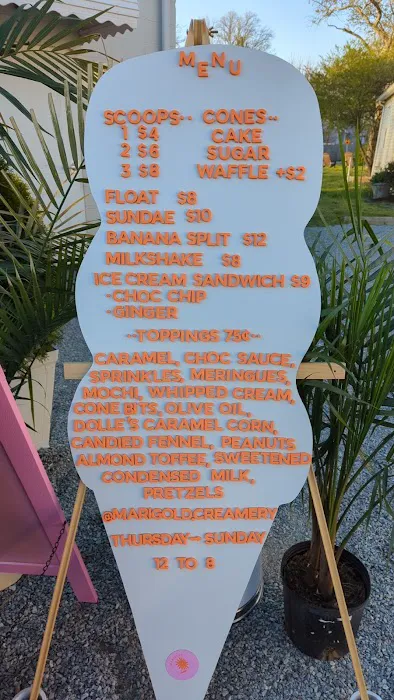 MENU
SCOOPS-- CONES--
1 $4 CAKE
2 $6 SUGAR
3 $8 WAFFLE +$2
FLOAT $8
SUNDAE $10
BANANA SPLIT $12
MILKSHAKE $8
ICE CREAM SANDWICH $9
-CHOC CHIP
-GINGER
--TOPPINGS 75¢--
CARAMEL, CHOC SAUCE,
SPRINKLES, MERINGUES,
MOCHI, WHIPPED CREAM,
CONE BITS, OLIVE OIL,
DOLLE'S CARAMEL CORN,
CANDIED FENNEL, PEANUTS
ALMOND TOFFEE, SWEETENED
CONDENSED MILK,
PRETZELS
@MARIGOLD.CREAMERY
THURSDAY-- SUNDAY
12 TO 8